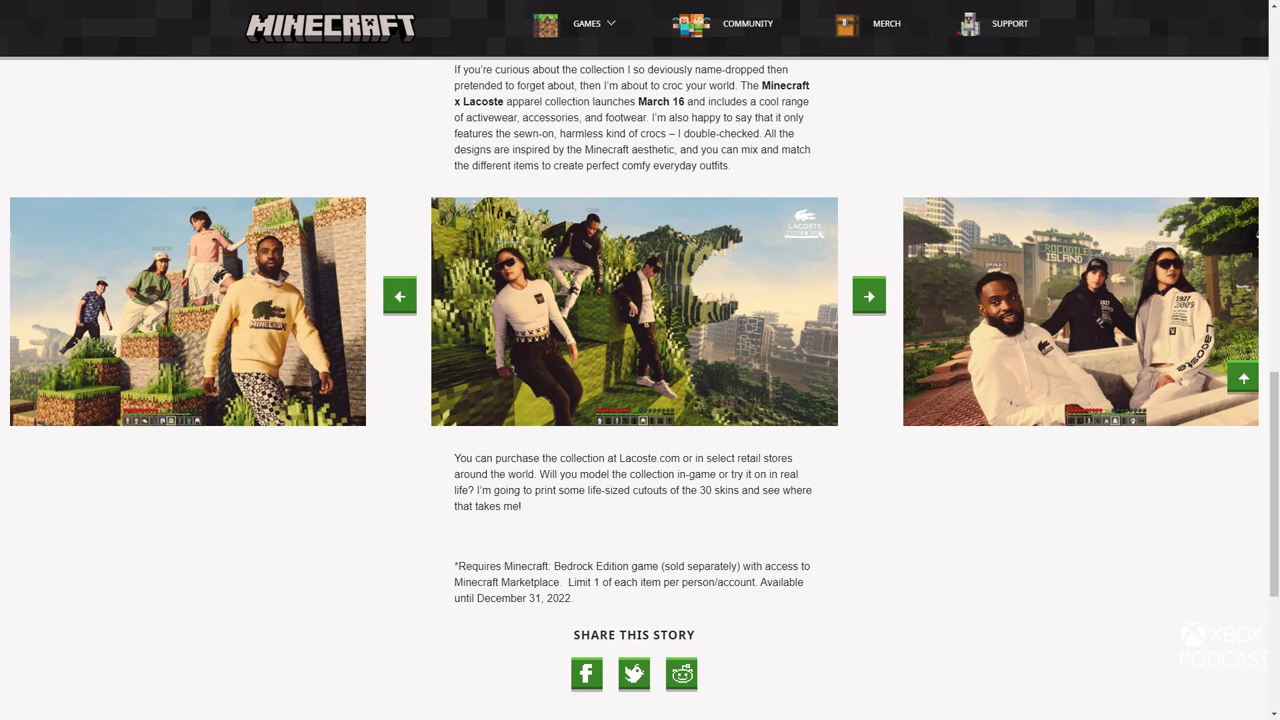 MINECRAFT
GAMES
COMMUNITY
MERCH
SUPPORT
If you’re curious about the collection I so deviously name-dropped then
pretended to forget about, then I’m about to croc your world. The Minecraft
x Lacoste apparel collection launches March 16 and includes a cool range
of activewear, accessories, and footwear. I’m also happy to say that it only
features the sewn-on, harmless kind of crocs – I double-checked. All the
designs are inspired by the Minecraft aesthetic, and you can mix and match
the different items to create perfect comfy everyday outfits.
MINECRAFT
LACOSTE
MINECRAFT
ROCODILE
ISLAND
1927
2009
Lacoste
You can purchase the collection at Lacoste.com or in select retail stores
around the world. Will you model the collection in-game or try it on in real
life? I’m going to print some life-sized cutouts of the 30 skins and see where
that takes me!
*Requires Minecraft: Bedrock Edition game (sold separately) with access to
Minecraft Marketplace.  Limit 1 of each item per person/account. Available
until December 31, 2022.
SHARE THIS STORY
XBOX
PODCAST